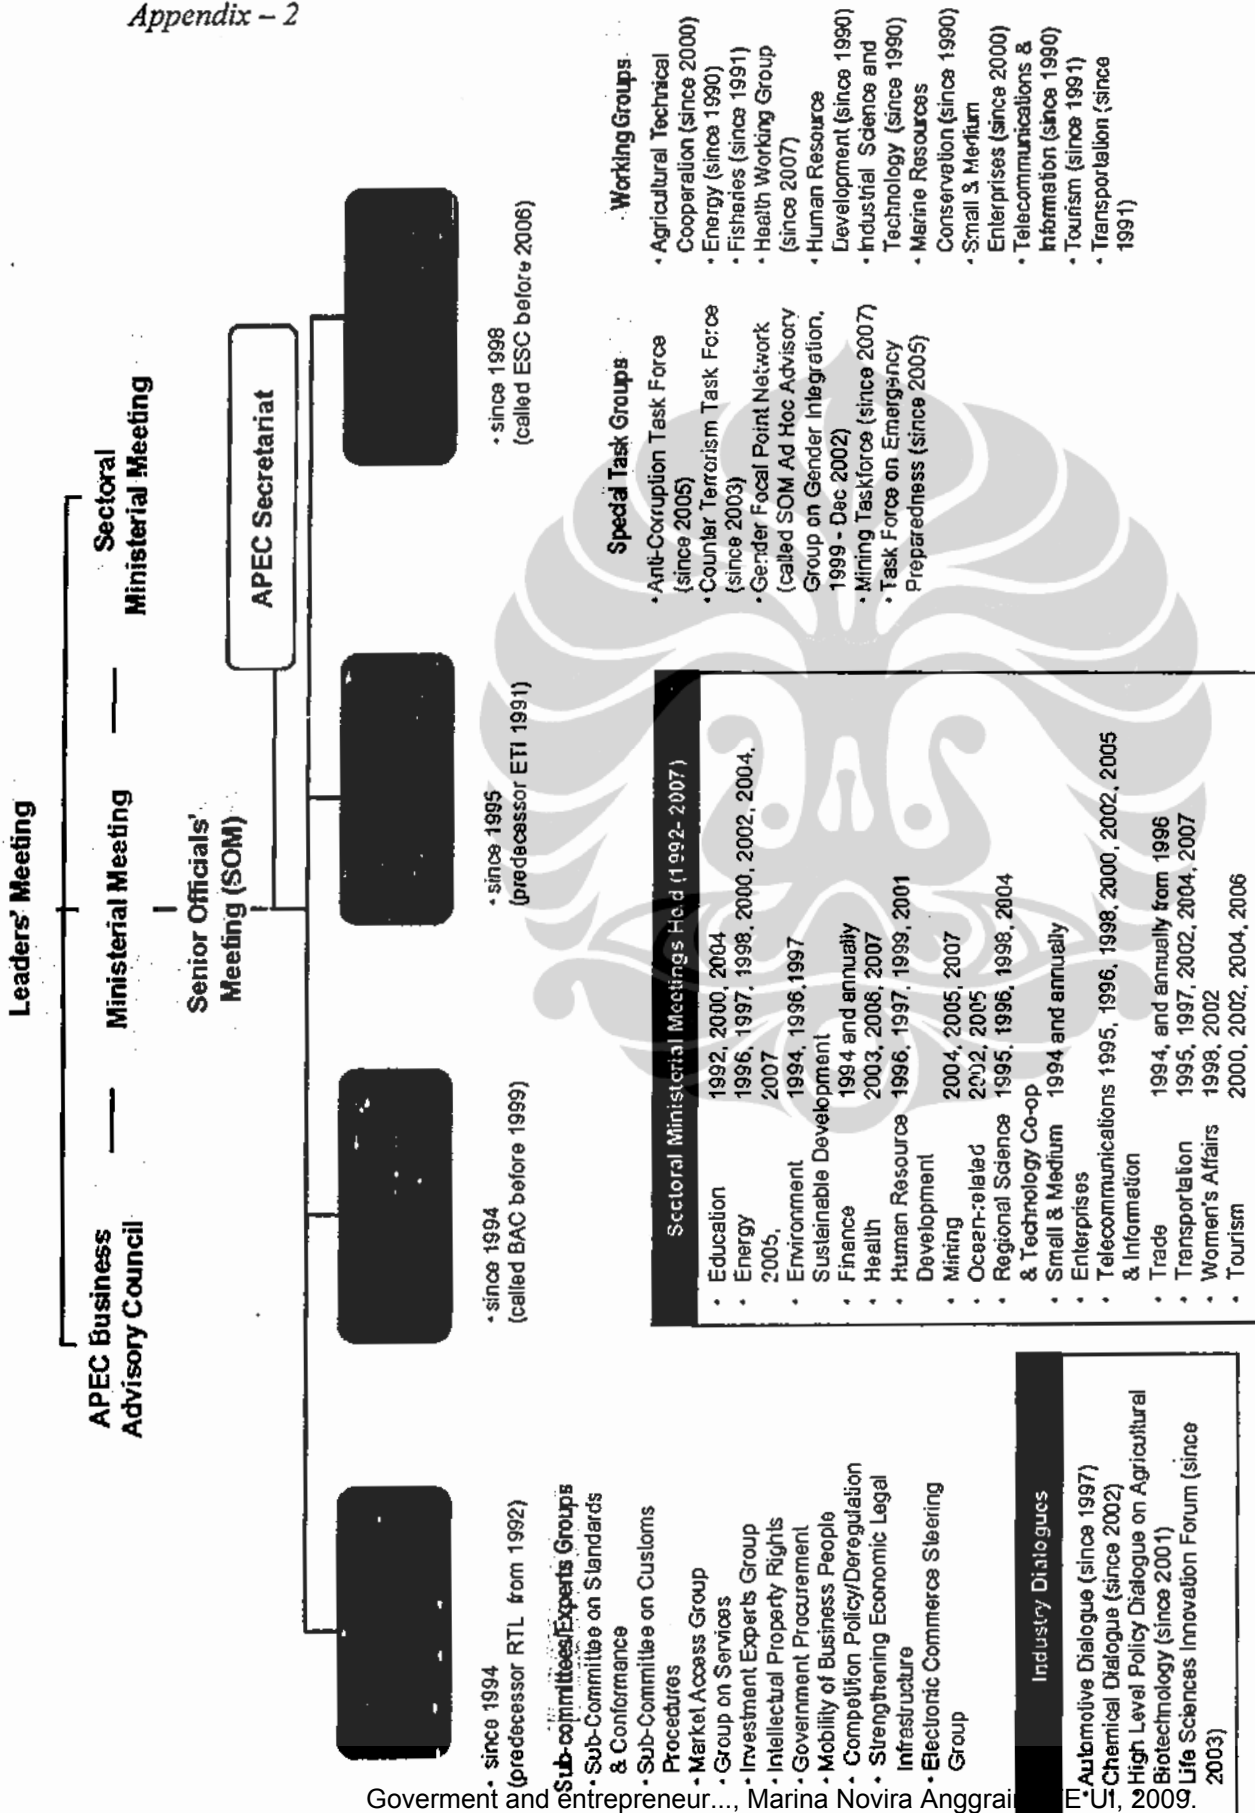 Appendix – 2
Leaders' Meeting
APEC Business
Advisory Council
Ministerial Meeting
Sectoral
Ministerial Meeting
Senior Officials'
Meeting (SOM)
APEC Secretariat
• since 1994
(predecessor RTL from 1992)
Sub-committees/Experts Groups
• Sub-Committee on Standards
& Conformance
• Sub-Committee on Customs
Procedures
• Market Access Group
• Group on Services
• Investment Experts Group
• Intellectual Property Rights
• Government Procurement
• Mobility of Business People
• Competition Policy/Deregulation
• Strengthening Economic Legal
Infrastructure
• Electronic Commerce Steering
Group
• since 1994
(called BAC before 1999)
• since 1995
(predecessor ETI 1991)
• since 1998
(called ESC before 2006)
Special Task Groups
• Anti-Corruption Task Force
(since 2005)
• Counter Terrorism Task Force
(since 2003)
• Gender Focal Point Network
(called SOM Ad Hoc Advisory
Group on Gender Integration,
1999 - Dec 2002)
• Mining Taskforce (since 2007)
• Task Force on Emergency
Preparedness (since 2005)
Working Groups
• Agricultural Technical
Cooperation (since 2000)
• Energy (since 1990)
• Fisheries (since 1991)
• Health Working Group
(since 2007)
• Human Resource
Development (since 1990)
• Industrial Science and
Technology (since 1990)
• Marine Resources
Conservation (since 1990)
• Small & Medium
Enterprises (since 2000)
• Telecommunications &
Information (since 1990)
• Tourism (since 1991)
• Transportation (since
1991)
Sectoral Ministerial Meetings Held (1992- 2007)
• Education 1992, 2000, 2004
• Energy 1996, 1997, 1998, 2000, 2002, 2004,
2005, 2007
• Environment 1994, 1996,1997
Sustainable Development
• Finance 1994 and annually
• Health 2003, 2006, 2007
• Human Resource 1996, 1997, 1999, 2001
Development
• Mining 2004, 2005, 2007
• Ocean-related 2002, 2005
• Regional Science 1995, 1996, 1998, 2004
& Technology Co-op
• Small & Medium 1994 and annually
• Enterprises
• Telecommunications 1995, 1996, 1998, 2000, 2002, 2005
& Information
• Trade 1994, and annually from 1996
• Transportation 1995, 1997, 2002, 2004, 2007
• Women's Affairs 1998, 2002
• Tourism 2000, 2002, 2004, 2006
Industry Dialogues
• Automotive Dialogue (since 1997)
• Chemical Dialogue (since 2002)
• High Level Policy Dialogue on Agricultural
Biotechnology (since 2001)
• Life Sciences Innovation Forum (since
2003)
Goverment and entrepreneur..., Marina Novira Anggrai E UI, 2009.